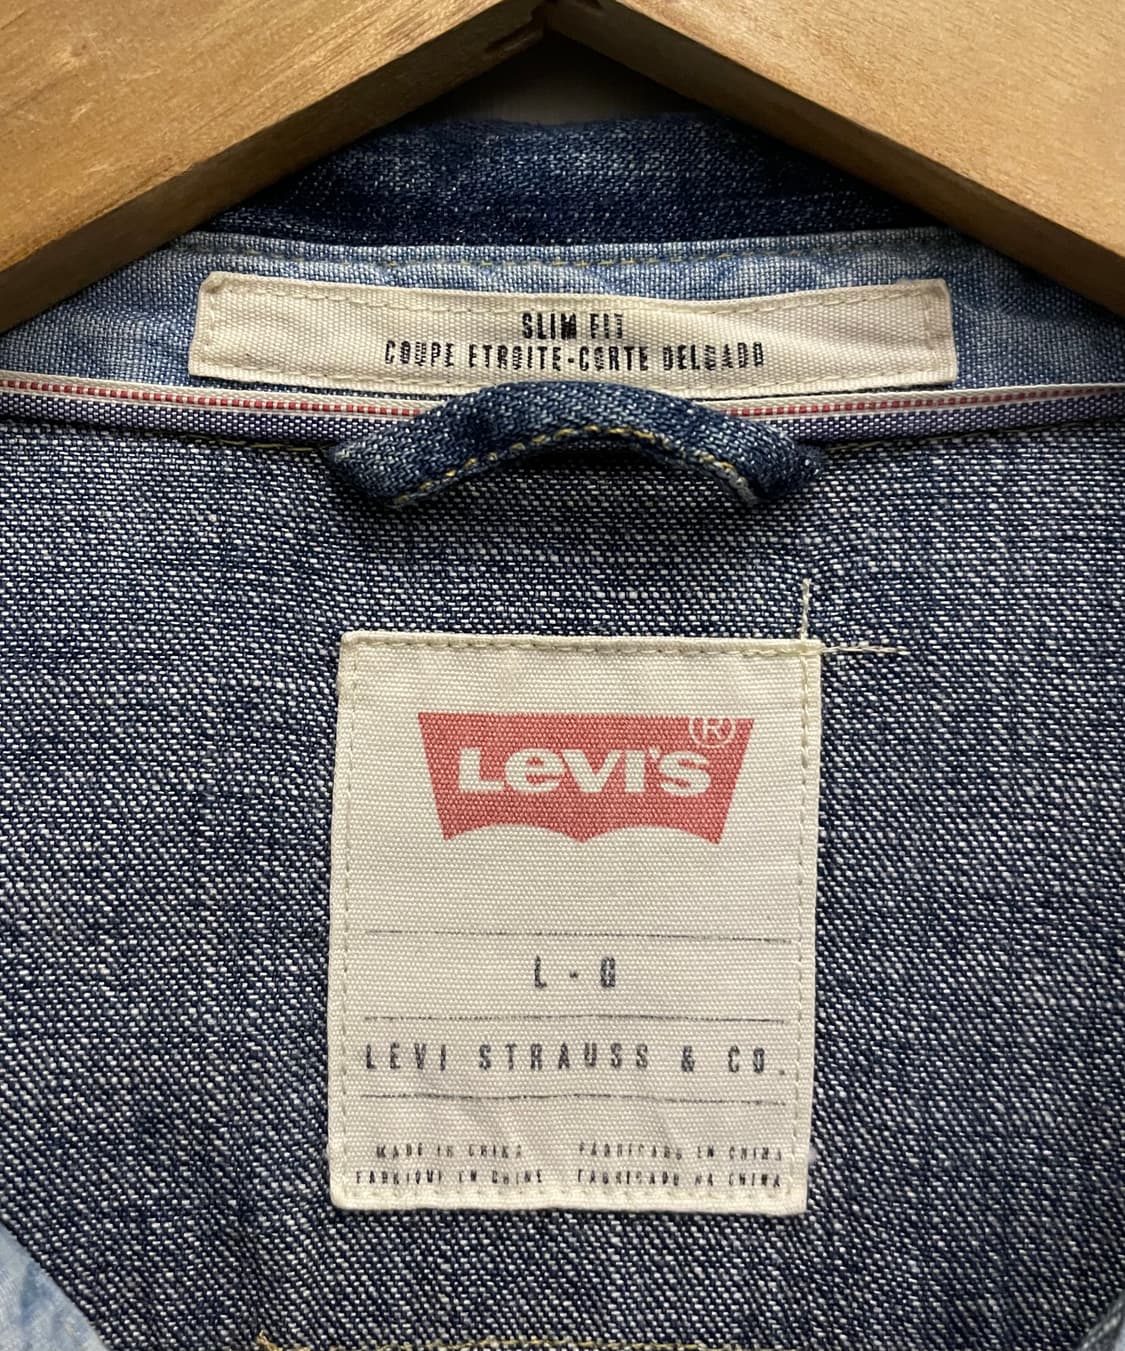 SLIM FIT
COUPE ETROITE-CORTE DELGADO
LEVI'S®
L - G
LEVI STRAUSS & CO.
MADE IN CHINA FABRICADO EN CHINA
FABRIQUÉ EN CHINE FABRICADO NA CHINA